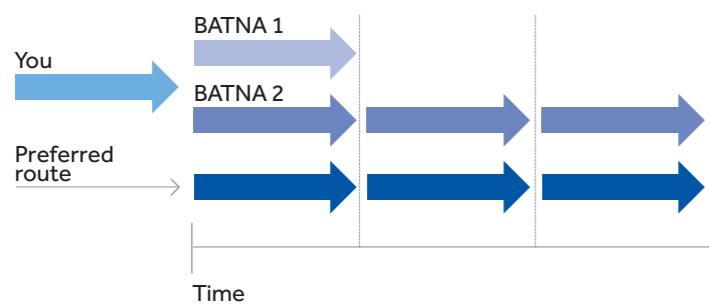 BATNA 1
You
BATNA 2
Preferred
route
Time